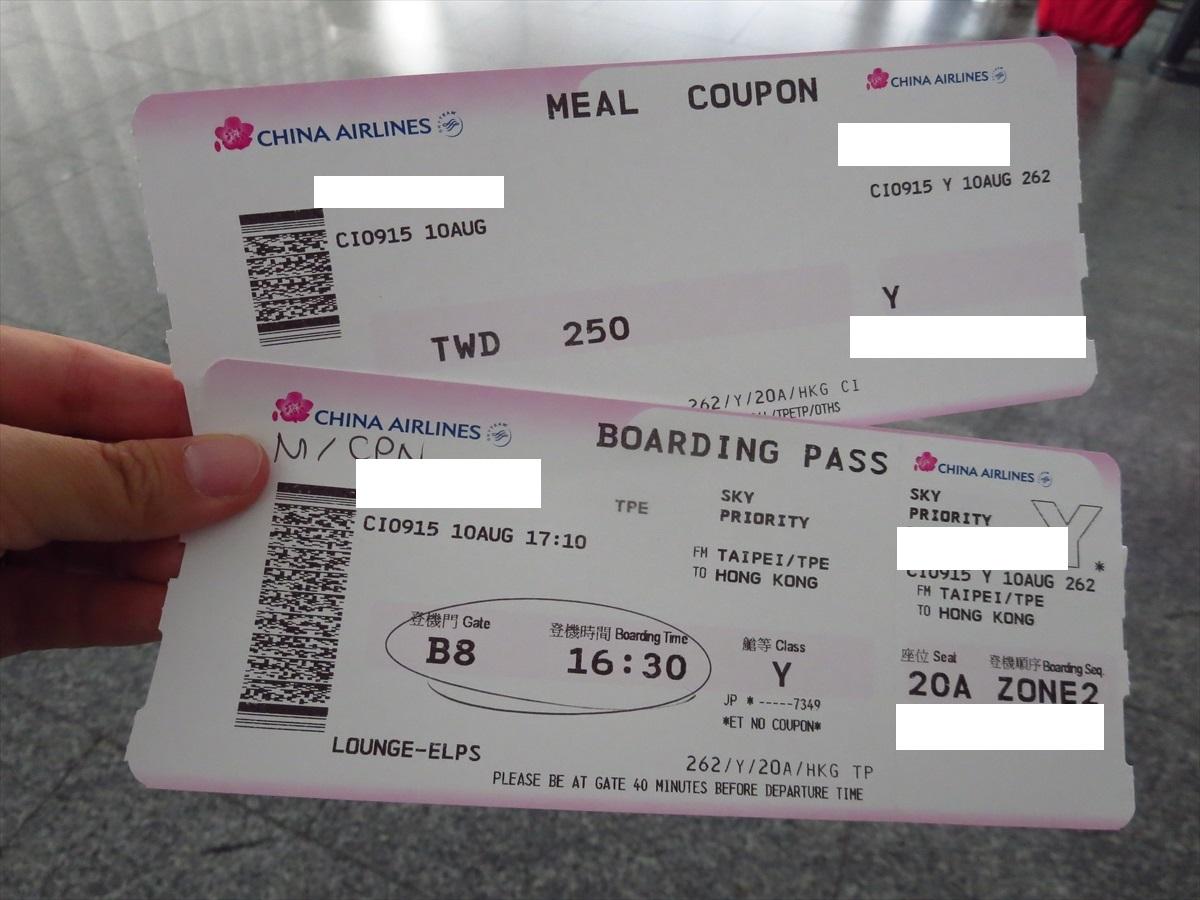 CHINA AIRLINES
MEAL COUPON
CHINA AIRLINES
CI0915 Y 10AUG 262
CI0915 10AUG
Y
TWD 250
262/Y/20A/HKG CI
/TPETP/OTHS
CHINA AIRLINES
M/CPN
BOARDING PASS
CHINA AIRLINES
CI0915 10AUG 17:10
TPE
SKY
PRIORITY
FM TAIPEI/TPE
TO HONG KONG
登機門 Gate
B8
登機時間 Boarding Time
16:30
艙等 Class
Y
JP *-----7349
*ET NO COUPON*
LOUNGE-ELPS
262/Y/20A/HKG TP
PLEASE BE AT GATE 40 MINUTES BEFORE DEPARTURE TIME
SKY
PRIORITY
Y*
CI0915 Y 10AUG 262
FM TAIPEI/TPE
TO HONG KONG
座位 Seat
20A
登機順序 Boarding Seq.
ZONE2